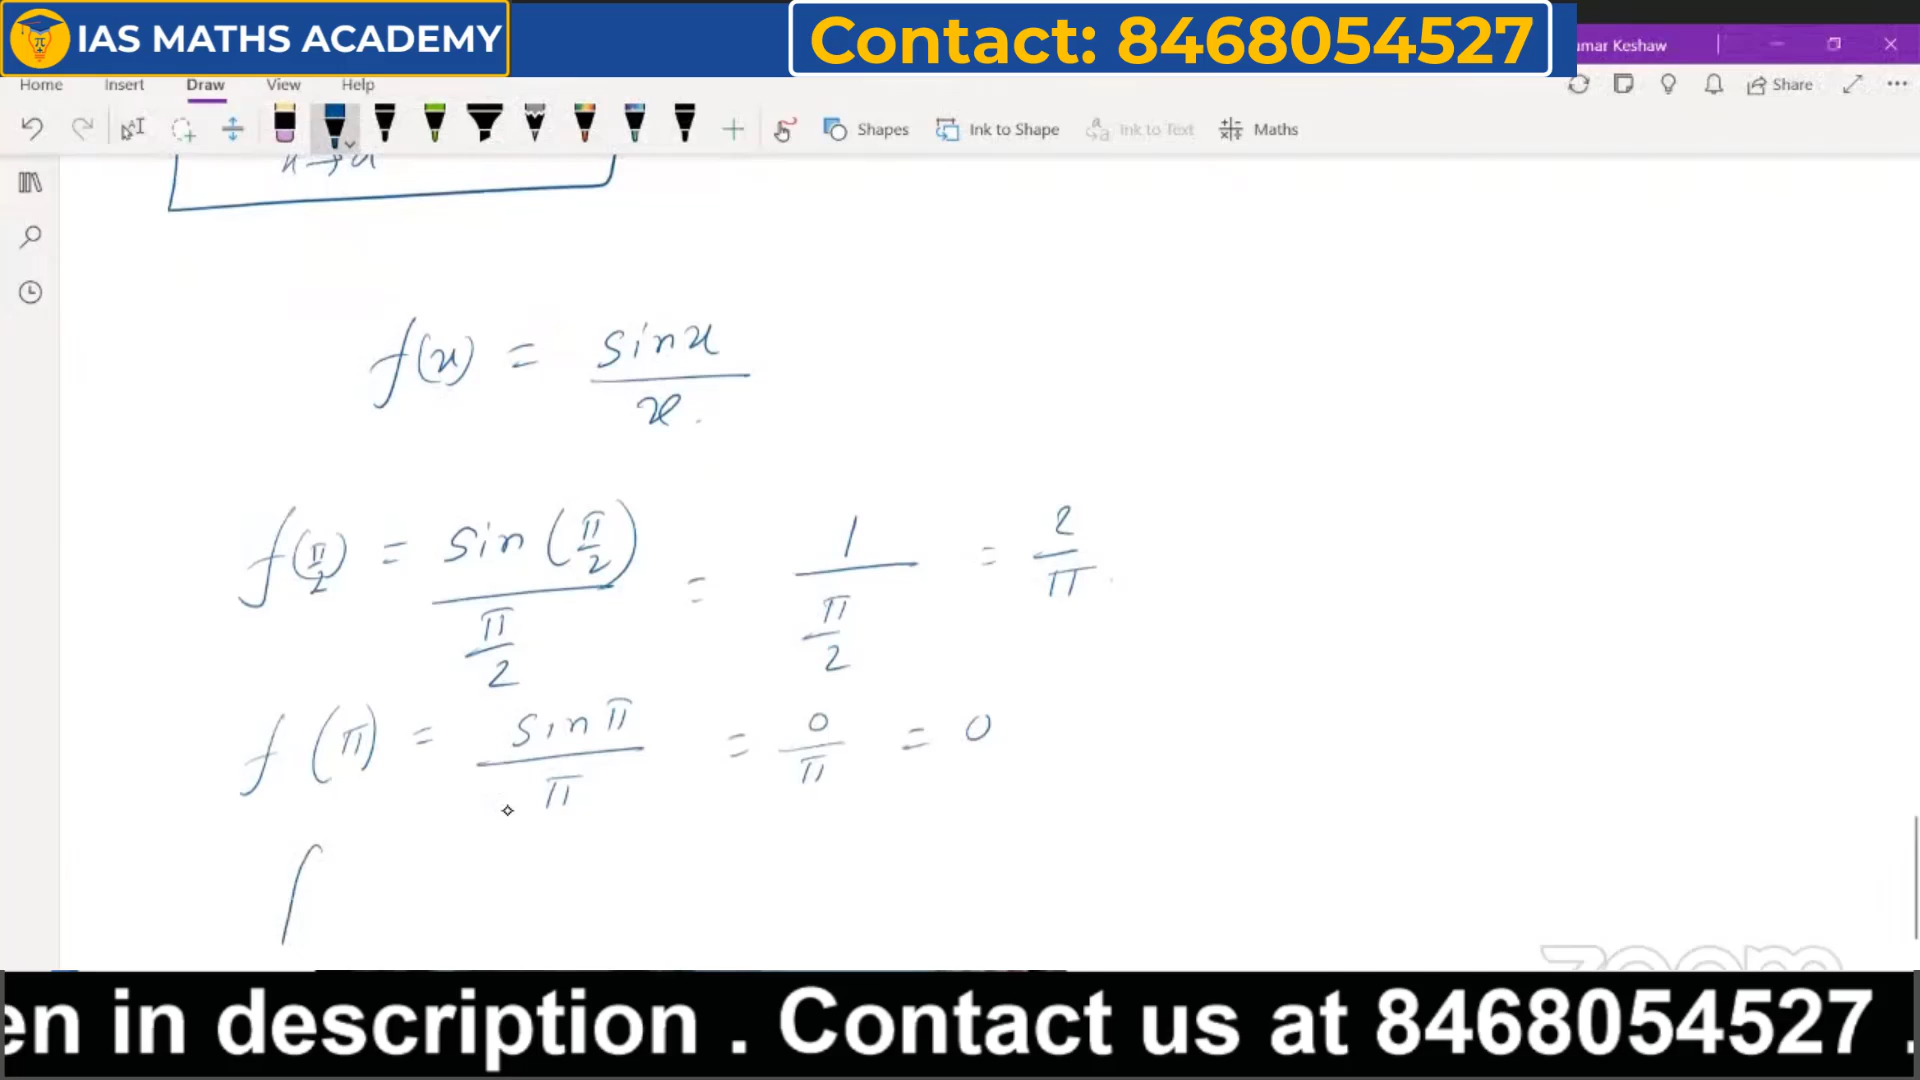 IAS MATHS ACADEMY
Contact: 8468054527
umar Keshaw
Home Insert Draw View Help
Share
Shapes Ink to Shape Ink to Text Maths
x → a
f(x) = sin x / x
f(π/2) = sin(π/2) / π/2 = 1 / π/2 = 2/π
f(π) = sin π / π = 0/π = 0
zoom
en in description . Contact us at 8468054527 .